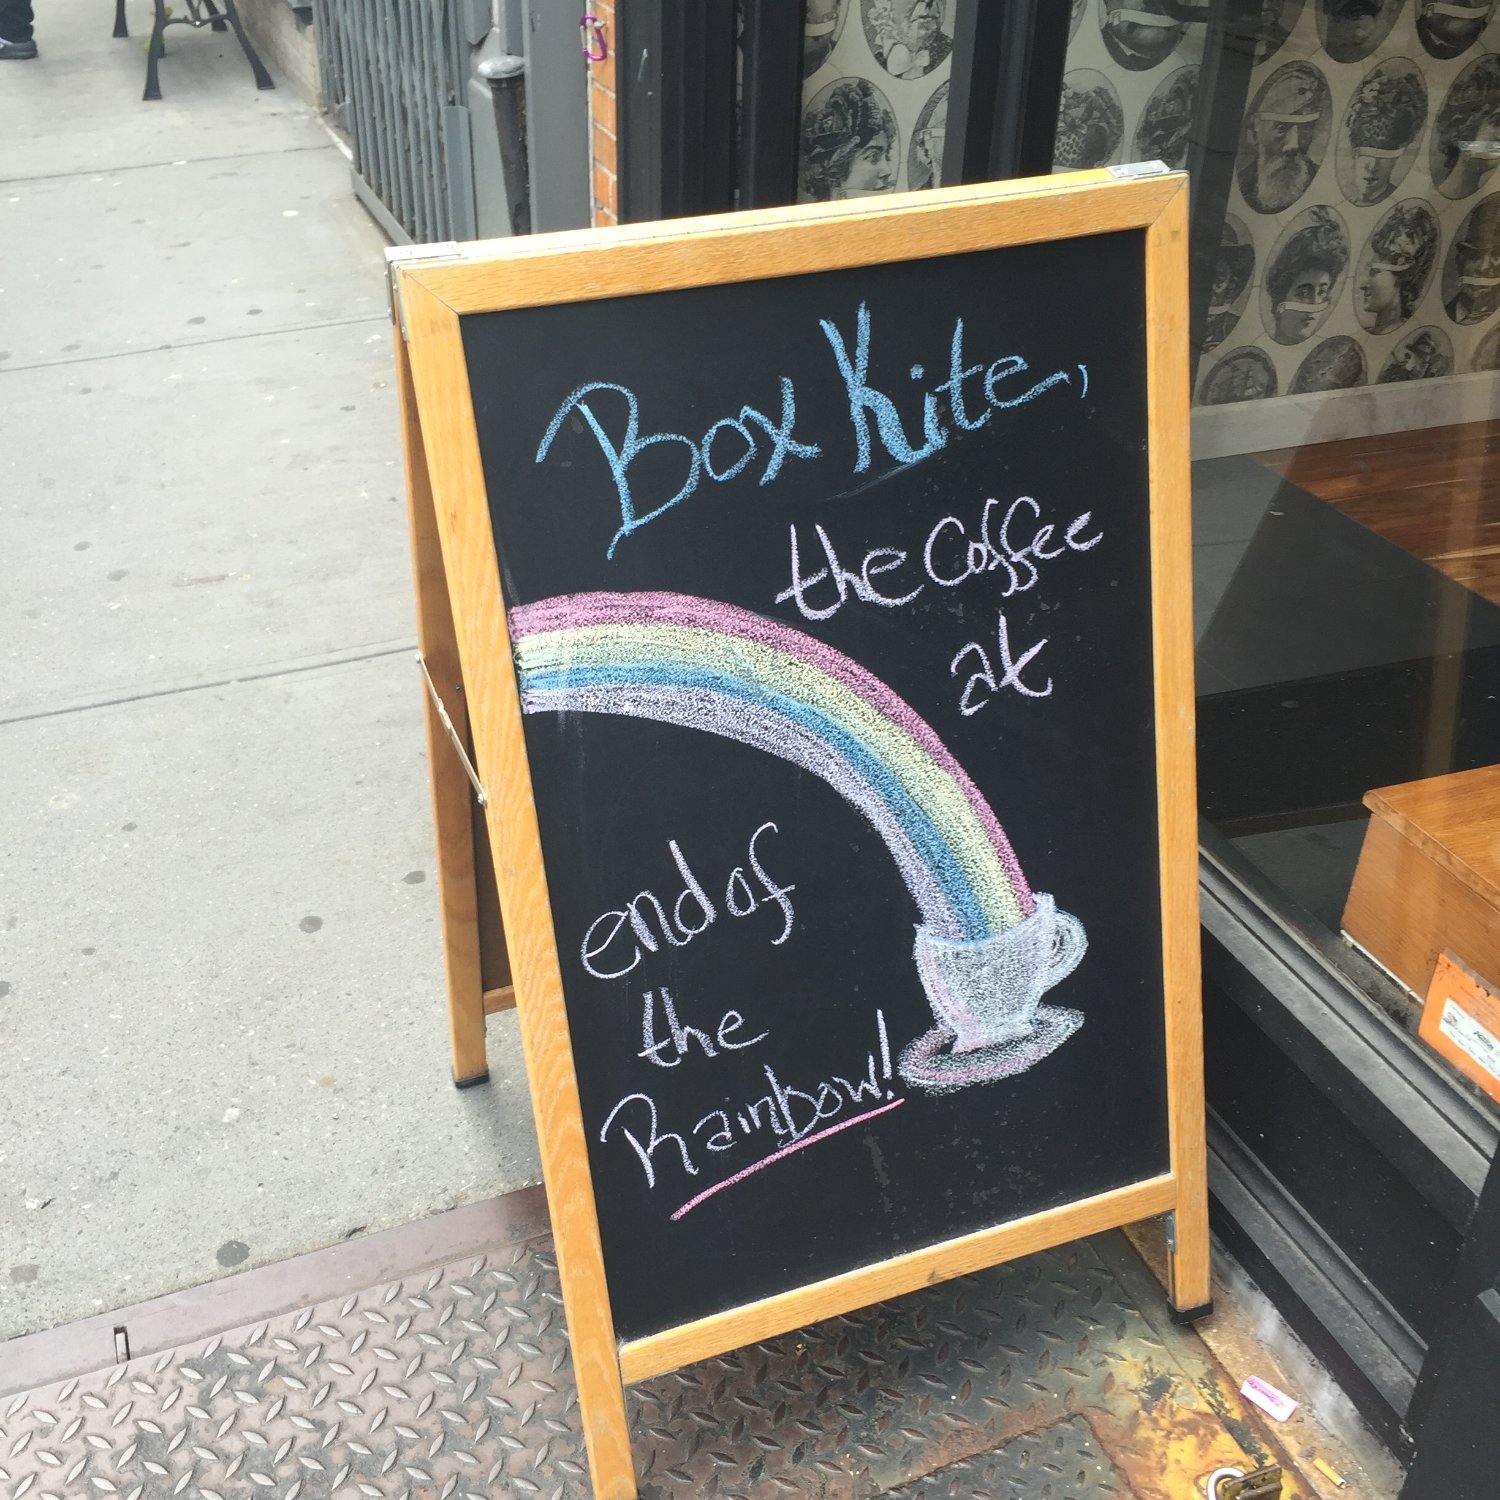 Box Kite,
the Coffee
at
end of
the
Rainbow!